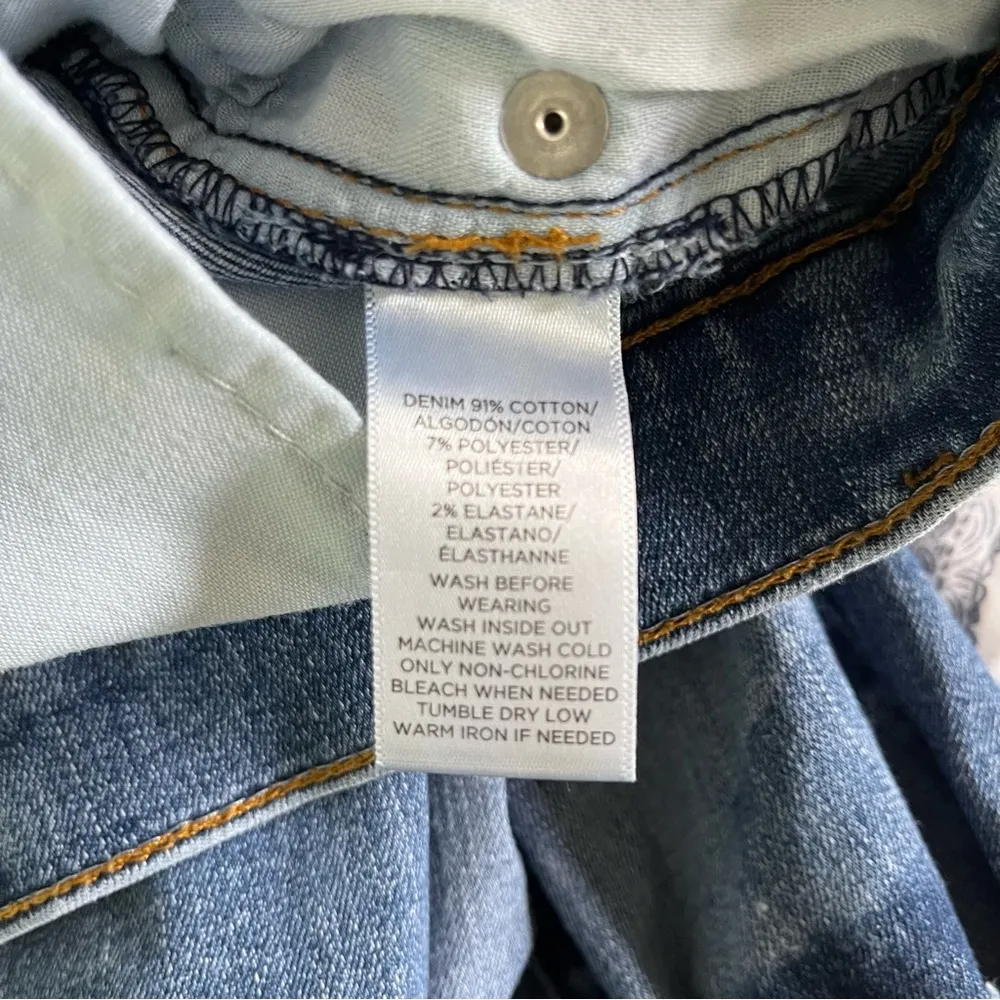 DENIM 91% COTTON/
ALGODÓN/COTON
7% POLYESTER/
POLIÉSTER/
POLYESTER
2% ELASTANE/
ELASTANO/
ÉLASTHANNE
WASH BEFORE
WEARING
WASH INSIDE OUT
MACHINE WASH COLD
ONLY NON-CHLORINE
BLEACH WHEN NEEDED
TUMBLE DRY LOW
WARM IRON IF NEEDED